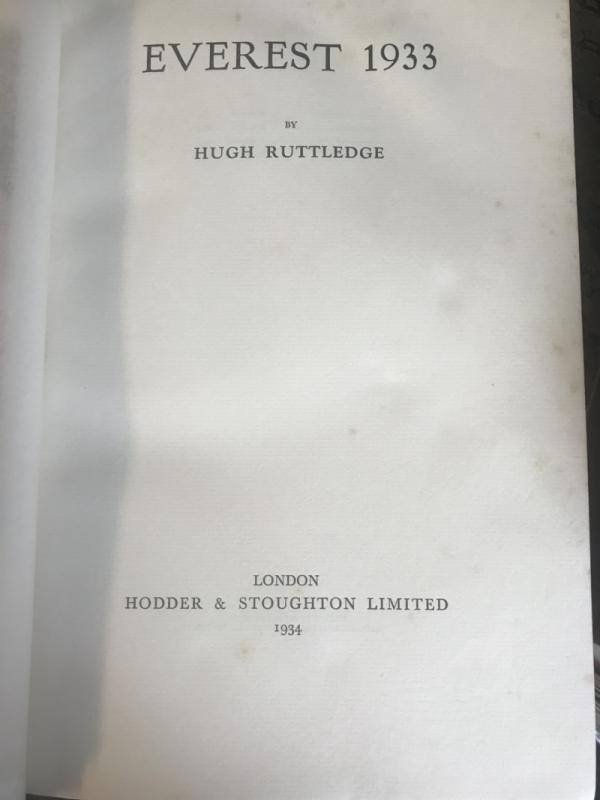 EVEREST 1933
BY
HUGH RUTTLEDGE
LONDON
HODDER & STOUGHTON LIMITED
1934